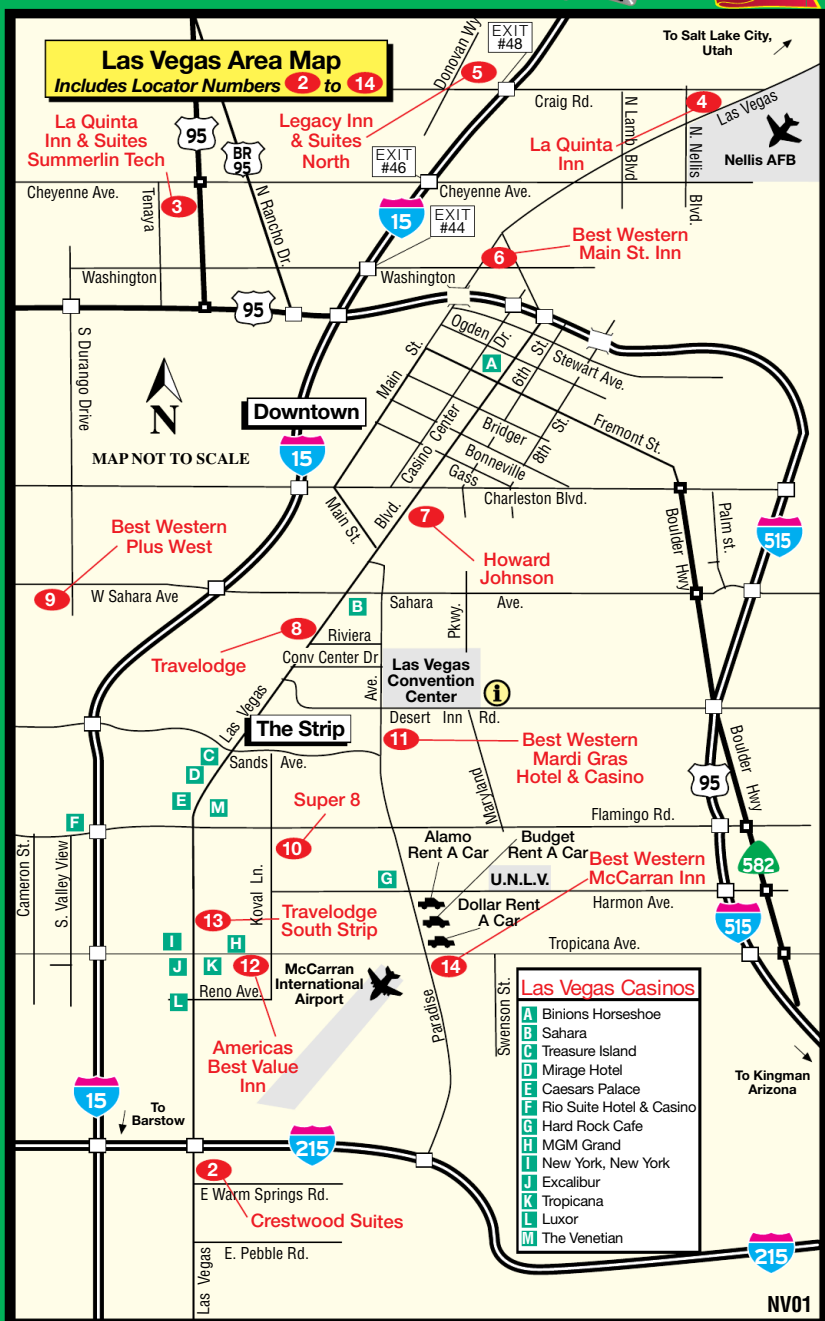 Las Vegas Area Map
Includes Locator Numbers 2 to 14
To Salt Lake City,
Utah
Donovan Wy
EXIT
#48
5
Craig Rd.
4
Las Vegas
Nellis AFB
N Lamb Blvd
N. Nellis
Blvd.
La Quinta
Inn & Suites
Summerlin Tech
95
BR
95
Legacy Inn
& Suites
North
La Quinta
Inn
EXIT
#46
Cheyenne Ave.
Cheyenne Ave.
Tenaya
3
N Rancho Dr.
15
EXIT
#44
Best Western
Main St. Inn
6
Washington
Washington
95
S Durango Drive
N
MAP NOT TO SCALE
Downtown
15
Main St.
Ogden
Dr.
A
6th St.
Stewart Ave.
Casino Center
Bridger
8th St.
Fremont St.
Bonneville
Gass
Charleston Blvd.
Main St.
Blvd.
7
Howard
Johnson
Boulder Hwy
Palm st.
515
Best Western
Plus West
9
W Sahara Ave
B
Sahara Ave.
Pkwy.
8
Travelodge
Riviera
Conv Center Dr
Ave.
Las Vegas
Convention
Center
i
Desert Inn Rd.
Las Vegas
The Strip
11
Best Western
Mardi Gras
Hotel & Casino
Maryland
95
Boulder Hwy
C
Sands Ave.
D
E
M
F
Super 8
10
Flamingo Rd.
Cameron St.
S. Valley View
Koval Ln.
Alamo
Rent A Car
Budget
Rent A Car
Best Western
McCarran Inn
582
G
U.N.L.V.
Harmon Ave.
Dollar Rent
A Car
515
13
Travelodge
South Strip
Tropicana Ave.
I
H
J
K
12
14
L
Reno Ave.
McCarran
International
Airport
Paradise
Swenson St.
Americas
Best Value
Inn
Las Vegas Casinos
A Binions Horseshoe
B Sahara
C Treasure Island
D Mirage Hotel
E Caesars Palace
F Rio Suite Hotel & Casino
G Hard Rock Cafe
H MGM Grand
I New York, New York
J Excalibur
K Tropicana
L Luxor
M The Venetian
To Kingman
Arizona
15
To
Barstow
215
2
E Warm Springs Rd.
Crestwood Suites
Las Vegas
E. Pebble Rd.
215
NV01